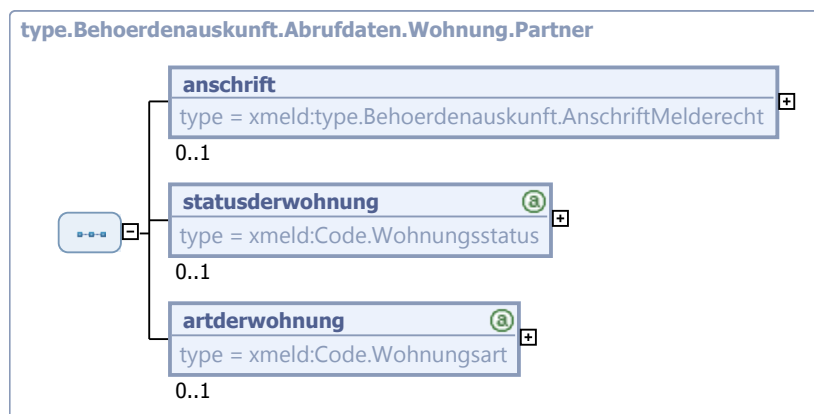 type.Behoerdenauskunft.Abrufdaten.Wohnung.Partner
anschrift
type = xmeld:type.Behoerdenauskunft.AnschriftMelderecht
0..1
statusderwohnung
type = xmeld:Code.Wohnungsstatus
0..1
artderwohnung
type = xmeld:Code.Wohnungsart
0..1